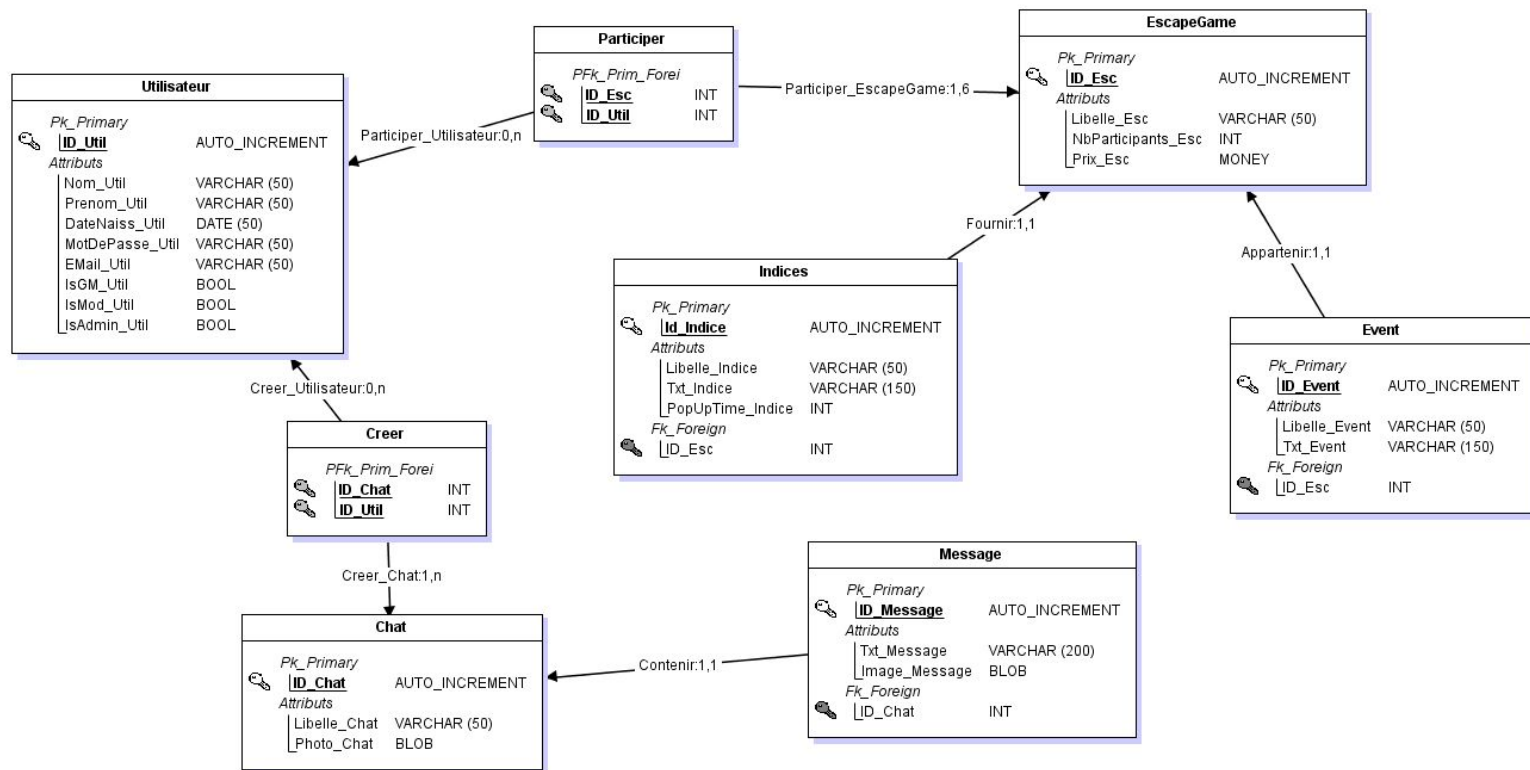 Utilisateur
Pk_Primary
ID_Util AUTO_INCREMENT
Attributs
Nom_Util VARCHAR (50)
Prenom_Util VARCHAR (50)
DateNaiss_Util DATE (50)
MotDePasse_Util VARCHAR (50)
EMail_Util VARCHAR (50)
IsGM_Util BOOL
IsMod_Util BOOL
IsAdmin_Util BOOL
Participer_Utilisateur:0,n
Participer
PFk_Prim_Forei
ID_Esc INT
ID_Util INT
Participer_EscapeGame:1,6
EscapeGame
Pk_Primary
ID_Esc AUTO_INCREMENT
Attributs
Libelle_Esc VARCHAR (50)
NbParticipants_Esc INT
Prix_Esc MONEY
Fournir:1,1
Appartenir:1,1
Indices
Pk_Primary
Id_Indice AUTO_INCREMENT
Attributs
Libelle_Indice VARCHAR (50)
Txt_Indice VARCHAR (150)
PopUpTime_Indice INT
Fk_Foreign
ID_Esc INT
Event
Pk_Primary
ID_Event AUTO_INCREMENT
Attributs
Libelle_Event VARCHAR (50)
Txt_Event VARCHAR (150)
Fk_Foreign
ID_Esc INT
Creer_Utilisateur:0,n
Creer
PFk_Prim_Forei
ID_Chat INT
ID_Util INT
Creer_Chat:1,n
Chat
Pk_Primary
ID_Chat AUTO_INCREMENT
Attributs
Libelle_Chat VARCHAR (50)
Photo_Chat BLOB
Contenir:1,1
Message
Pk_Primary
ID_Message AUTO_INCREMENT
Attributs
Txt_Message VARCHAR (200)
Image_Message BLOB
Fk_Foreign
ID_Chat INT